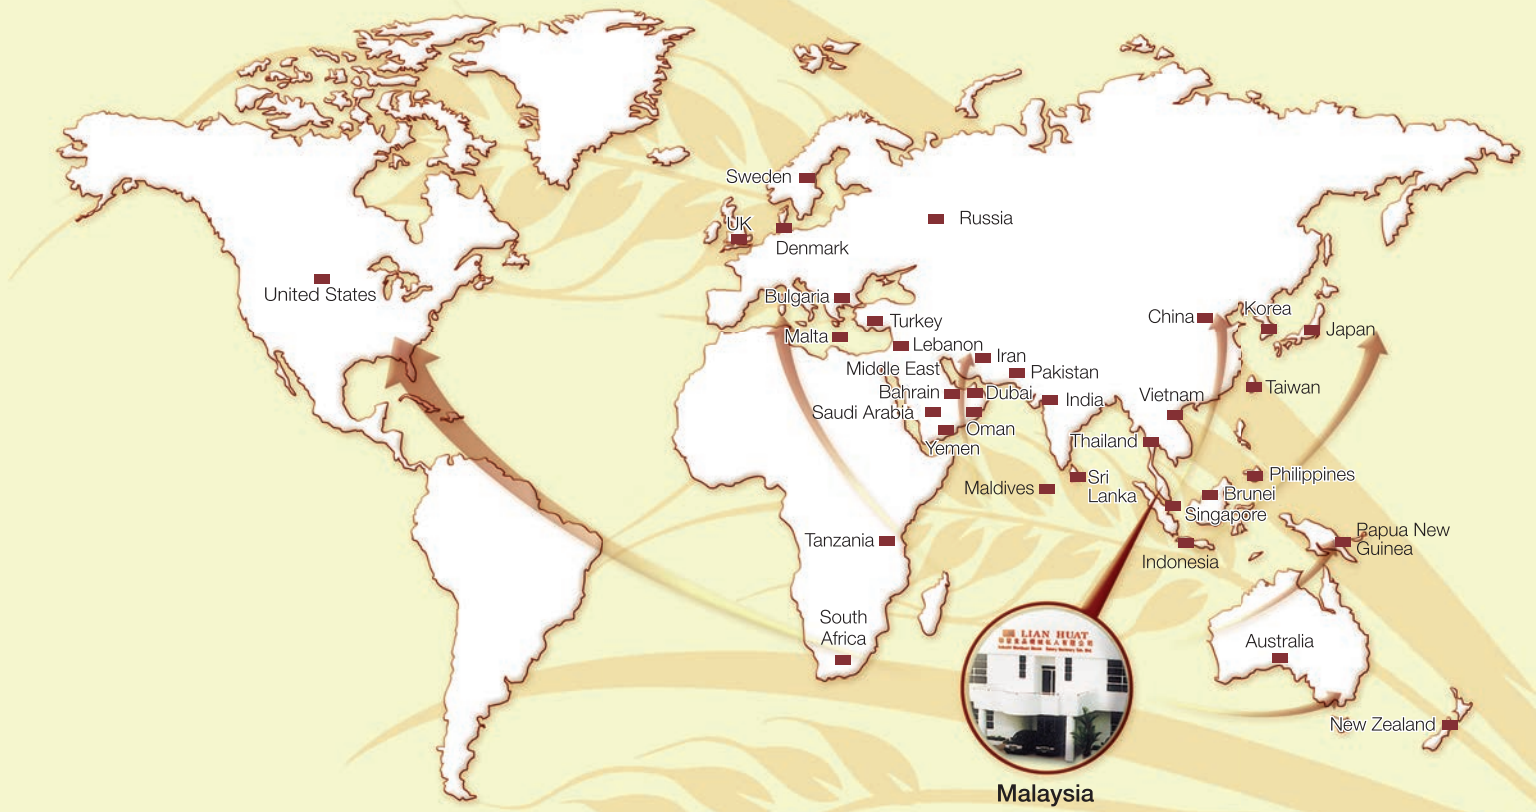 Sweden
Russia
UK
Denmark
United States
Bulgaria
Turkey
Malta
Lebanon
Middle East
Iran
Pakistan
Bahrain
Dubai
India
Saudi Arabia
Oman
Yemen
China
Korea
Japan
Taiwan
Vietnam
Thailand
Philippines
Maldives
Sri
Lanka
Brunei
Singapore
Papua New
Guinea
Indonesia
Tanzania
South
Africa
Australia
New Zealand
LIAN HUAT
Malaysia